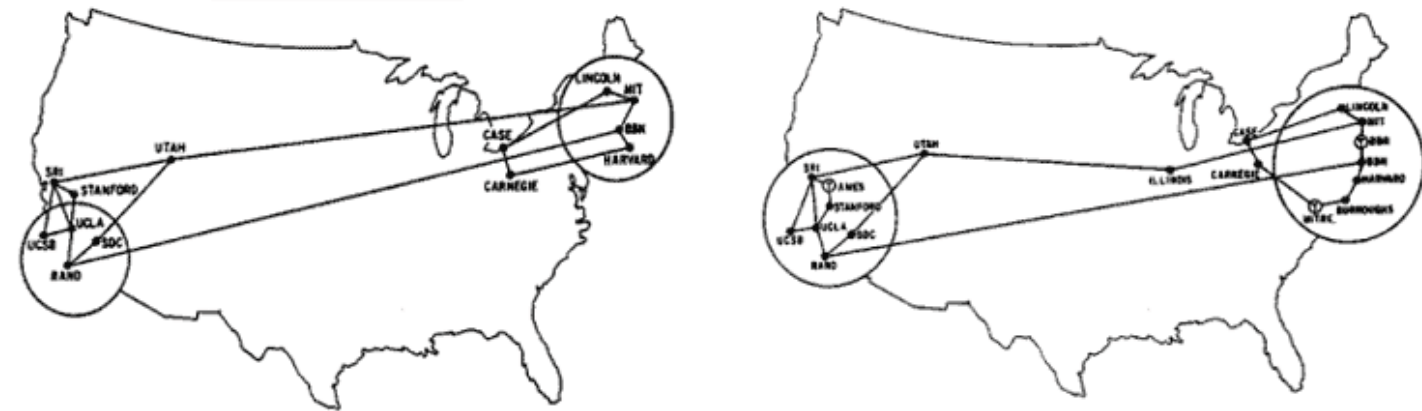 LINCOLN
MIT
BBN
CASE
HARVARD
UTAH
CARNEGIE
SRI
STANFORD
UCLA
UCSB
SDC
RAND
LINCOLN
MIT
CASE
BBN
UTAH
BBN
SRI
CARNEGIE
ILLINOIS
HARVARD
T AMES
STANFORD
T
MITRE
BURROUGHS
UCSB
UCLA
SDC
RAND